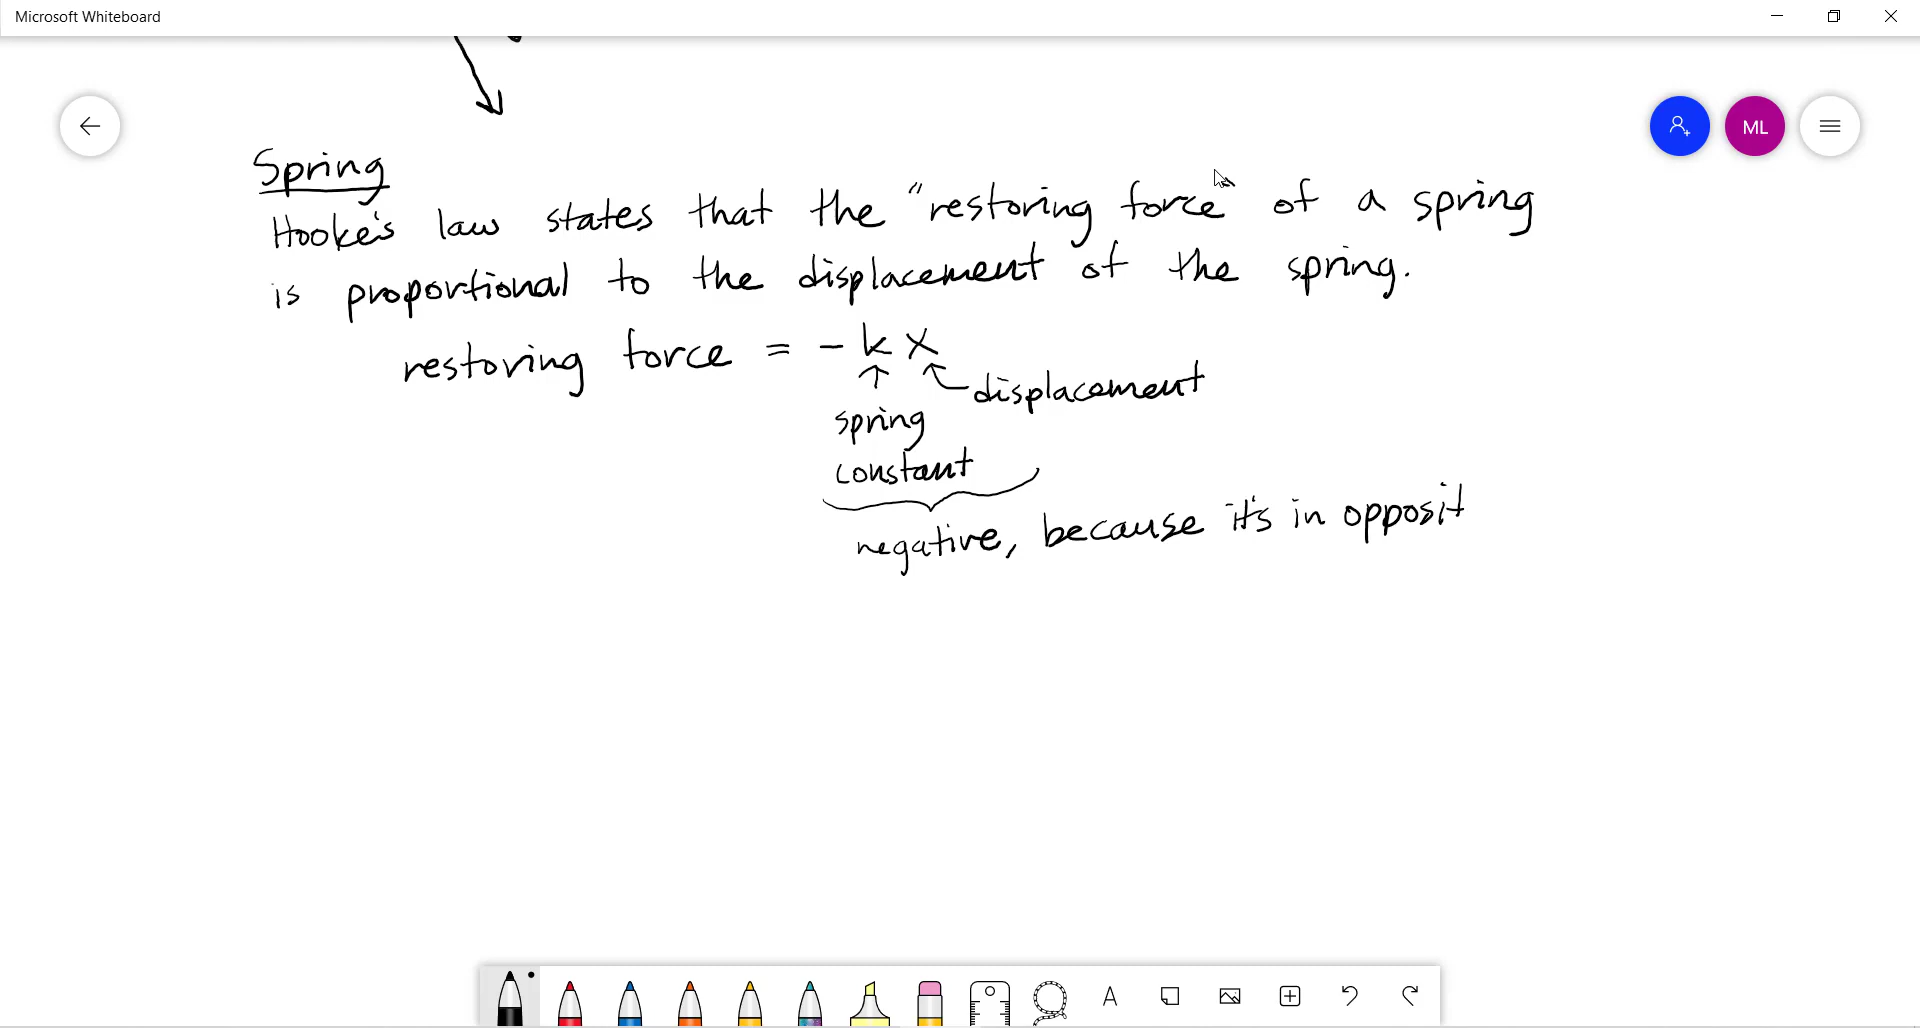 Microsoft Whiteboard
ML
Spring
Hooke's law states that the "restoring force" of a spring
is proportional to the displacement of the spring.
restoring force = - k x
displacement
spring
constant
negative, because it's in opposit
A